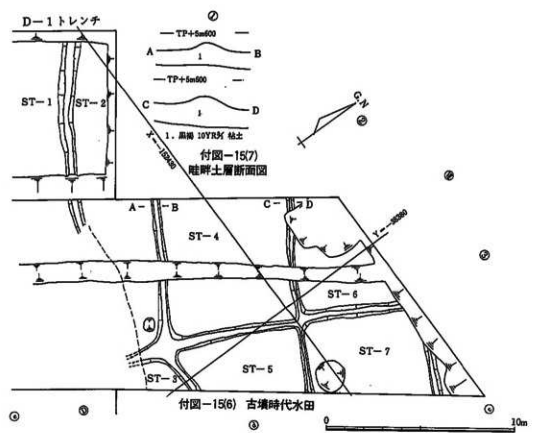 D-1トレンチ
TP+5m600
A B
1
TP+5m600
C D
1
1. 黒褐 10YR 3/1 粘土
付図-15(7)
畦畔土層断面図
G.N
ST-1
ST-2
A B
C D
ST-4
ST-6
ST-3
ST-5
ST-7
付図-15(6) 古墳時代水田
0 10m